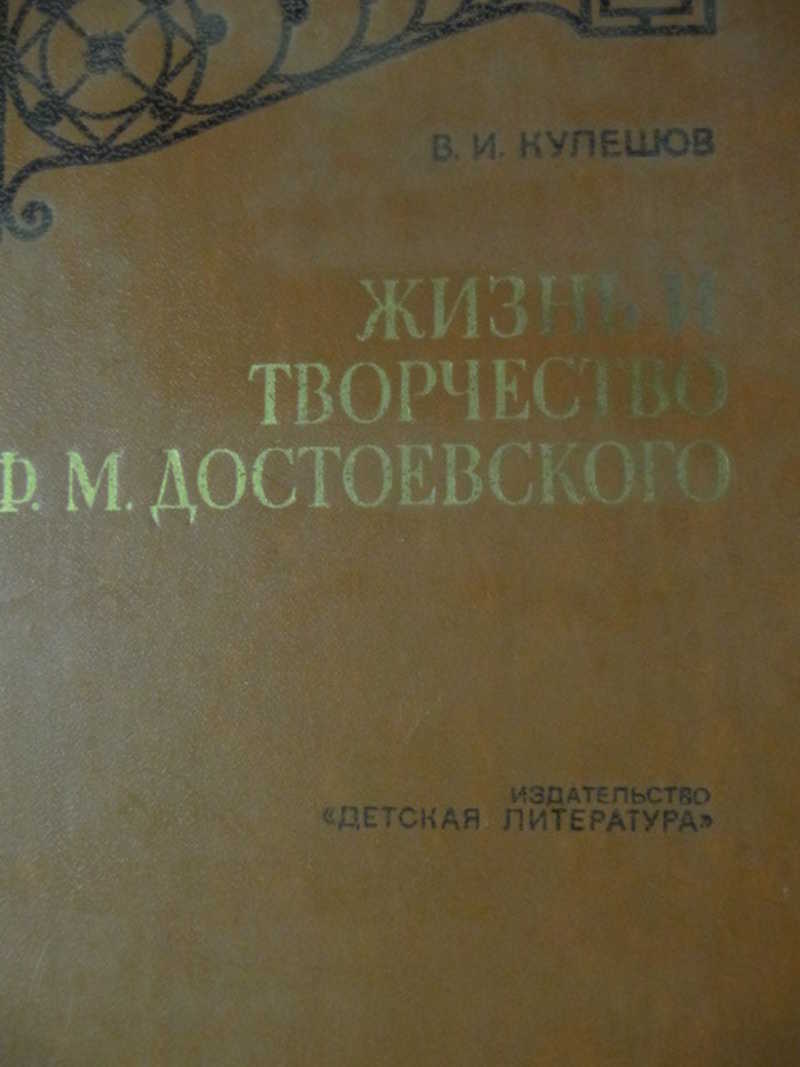 В. И. КУЛЕШОВ
ЖИЗНЬ И
ТВОРЧЕСТВО
Ф. М. ДОСТОЕВСКОГО
ИЗДАТЕЛЬСТВО
«ДЕТСКАЯ ЛИТЕРАТУРА»